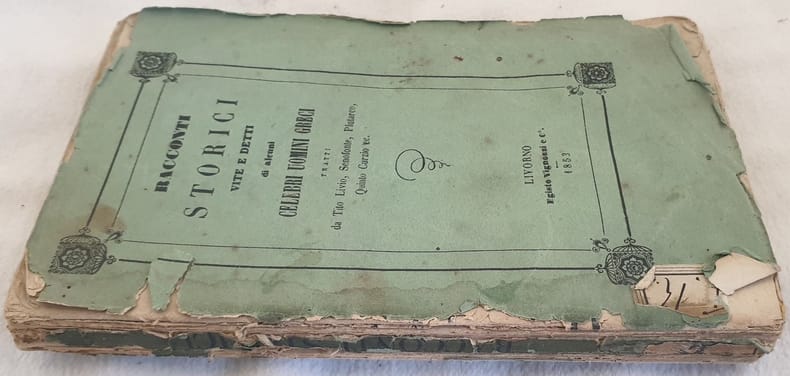 RACCONTI
STORICI
VITE E DETTI
di alcuni
CELEBRI UOMINI GRECI
TRATTI
da Tito Livio, Senofonte, Plutarco,
Quinto Curzio ec.
LIVORNO
Egisto Vignozzi e C.
1853